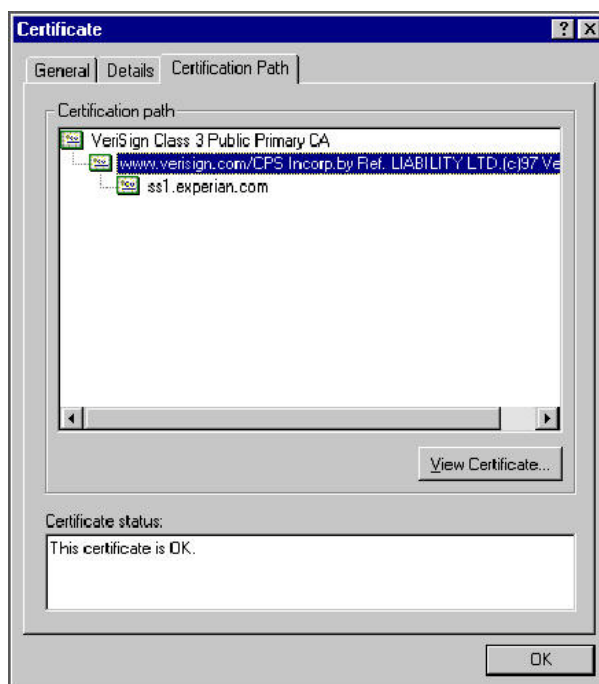 Certificate
General Details Certification Path
Certification path
VeriSign Class 3 Public Primary CA
www.verisign.com/CPS Incorp.by Ref. LIABILITY LTD.(c)97 Ve
ss1.experian.com
View Certificate...
Certificate status:
This certificate is OK.
OK